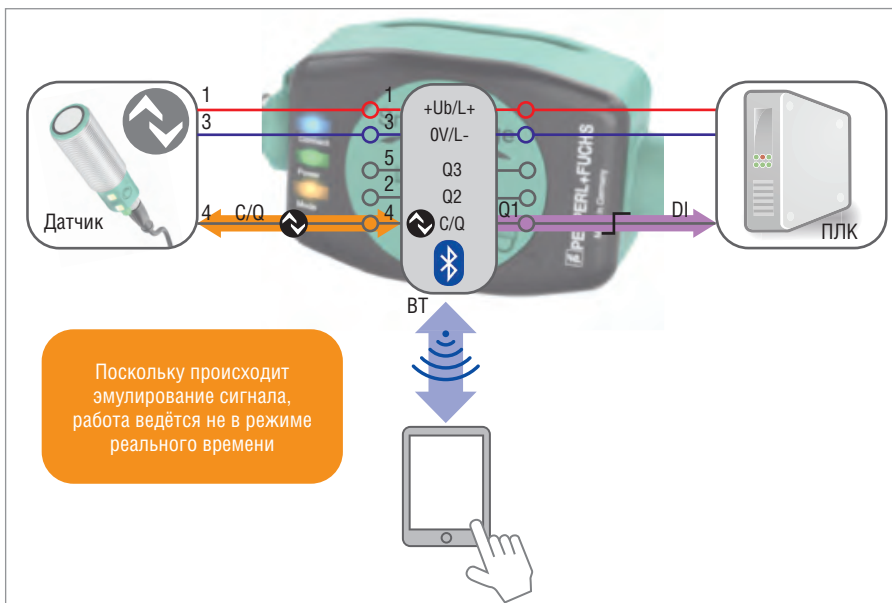 1
3
4
Датчик
C/Q
1
3
5
2
4
+Ub/L+
0V/L-
Q3
Q2
C/Q
Q1
DI
ПЛК
BT
Connect
Power
Mode
PEPPERL+FUCHS
Поскольку происходит
эмулирование сигнала,
работа ведётся не в режиме
реального времени